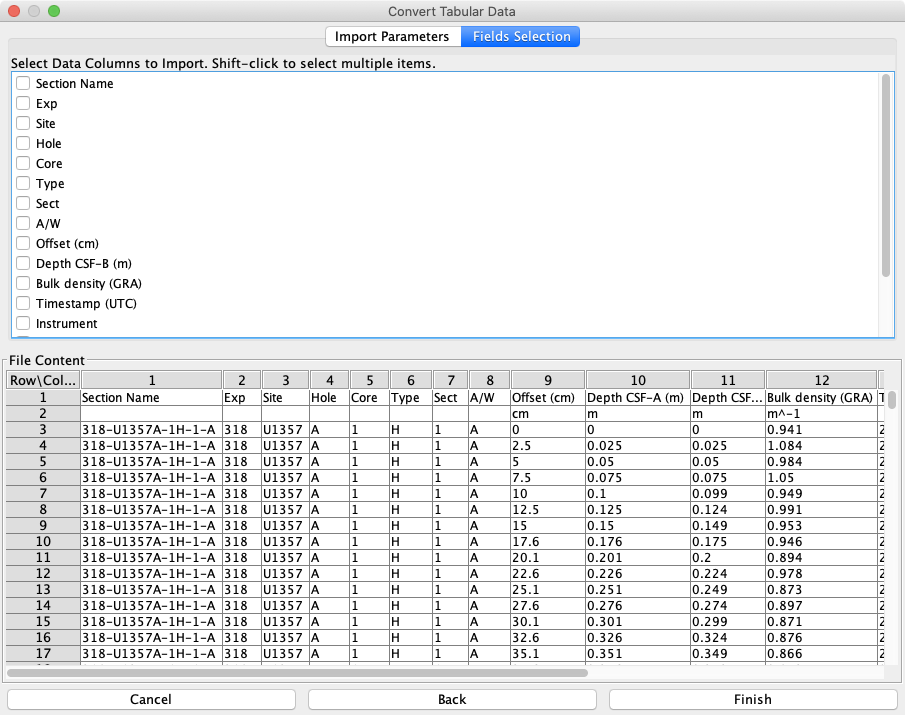 Convert Tabular Data
Import Parameters Fields Selection
Select Data Columns to Import. Shift-click to select multiple items.
Section Name
Exp
Site
Hole
Core
Type
Sect
A/W
Offset (cm)
Depth CSF-B (m)
Bulk density (GRA)
Timestamp (UTC)
Instrument
File Content
Row\Col... 1 2 3 4 5 6 7 8 9 10 11 12
1 Section Name Exp Site Hole Core Type Sect A/W Offset (cm) Depth CSF-A (m) Depth CSF... Bulk density (GRA) T
2 cm m m m^-1
3 318-U1357A-1H-1-A 318 U1357 A 1 H 1 A 0 0 0 0.941 2
4 318-U1357A-1H-1-A 318 U1357 A 1 H 1 A 2.5 0.025 0.025 1.084 2
5 318-U1357A-1H-1-A 318 U1357 A 1 H 1 A 5 0.05 0.05 0.984 2
6 318-U1357A-1H-1-A 318 U1357 A 1 H 1 A 7.5 0.075 0.075 1.05 2
7 318-U1357A-1H-1-A 318 U1357 A 1 H 1 A 10 0.1 0.099 0.949 2
8 318-U1357A-1H-1-A 318 U1357 A 1 H 1 A 12.5 0.125 0.124 0.991 2
9 318-U1357A-1H-1-A 318 U1357 A 1 H 1 A 15 0.15 0.149 0.953 2
10 318-U1357A-1H-1-A 318 U1357 A 1 H 1 A 17.6 0.176 0.175 0.946 2
11 318-U1357A-1H-1-A 318 U1357 A 1 H 1 A 20.1 0.201 0.2 0.894 2
12 318-U1357A-1H-1-A 318 U1357 A 1 H 1 A 22.6 0.226 0.224 0.978 2
13 318-U1357A-1H-1-A 318 U1357 A 1 H 1 A 25.1 0.251 0.249 0.873 2
14 318-U1357A-1H-1-A 318 U1357 A 1 H 1 A 27.6 0.276 0.274 0.897 2
15 318-U1357A-1H-1-A 318 U1357 A 1 H 1 A 30.1 0.301 0.299 0.871 2
16 318-U1357A-1H-1-A 318 U1357 A 1 H 1 A 32.6 0.326 0.324 0.876 2
17 318-U1357A-1H-1-A 318 U1357 A 1 H 1 A 35.1 0.351 0.349 0.866 2
Cancel Back Finish